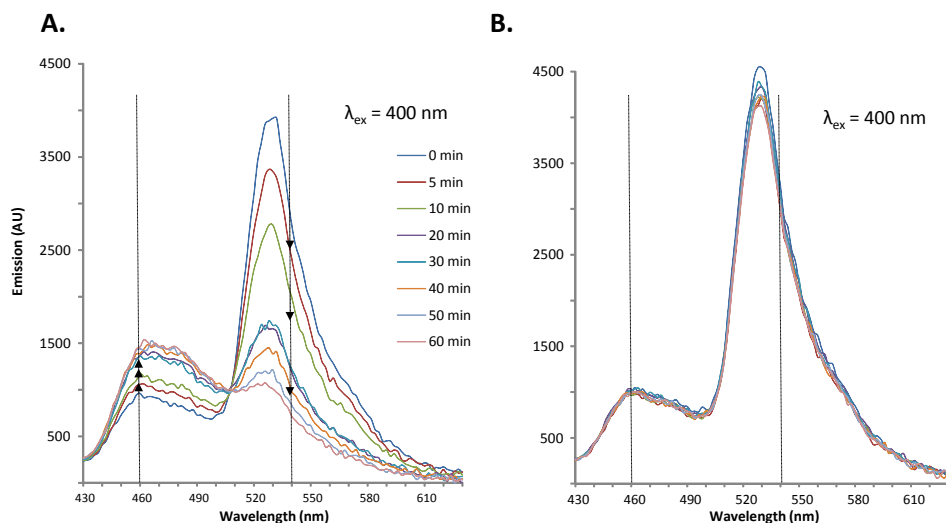 A.
4500
3500
2500
1500
500
Emission (AU)
λex = 400 nm
0 min
5 min
10 min
20 min
30 min
40 min
50 min
60 min
430 460 490 520 550 580 610
Wavelength (nm)
B.
4500
3500
2500
1500
500
λex = 400 nm
430 460 490 520 550 580 610
Wavelength (nm)